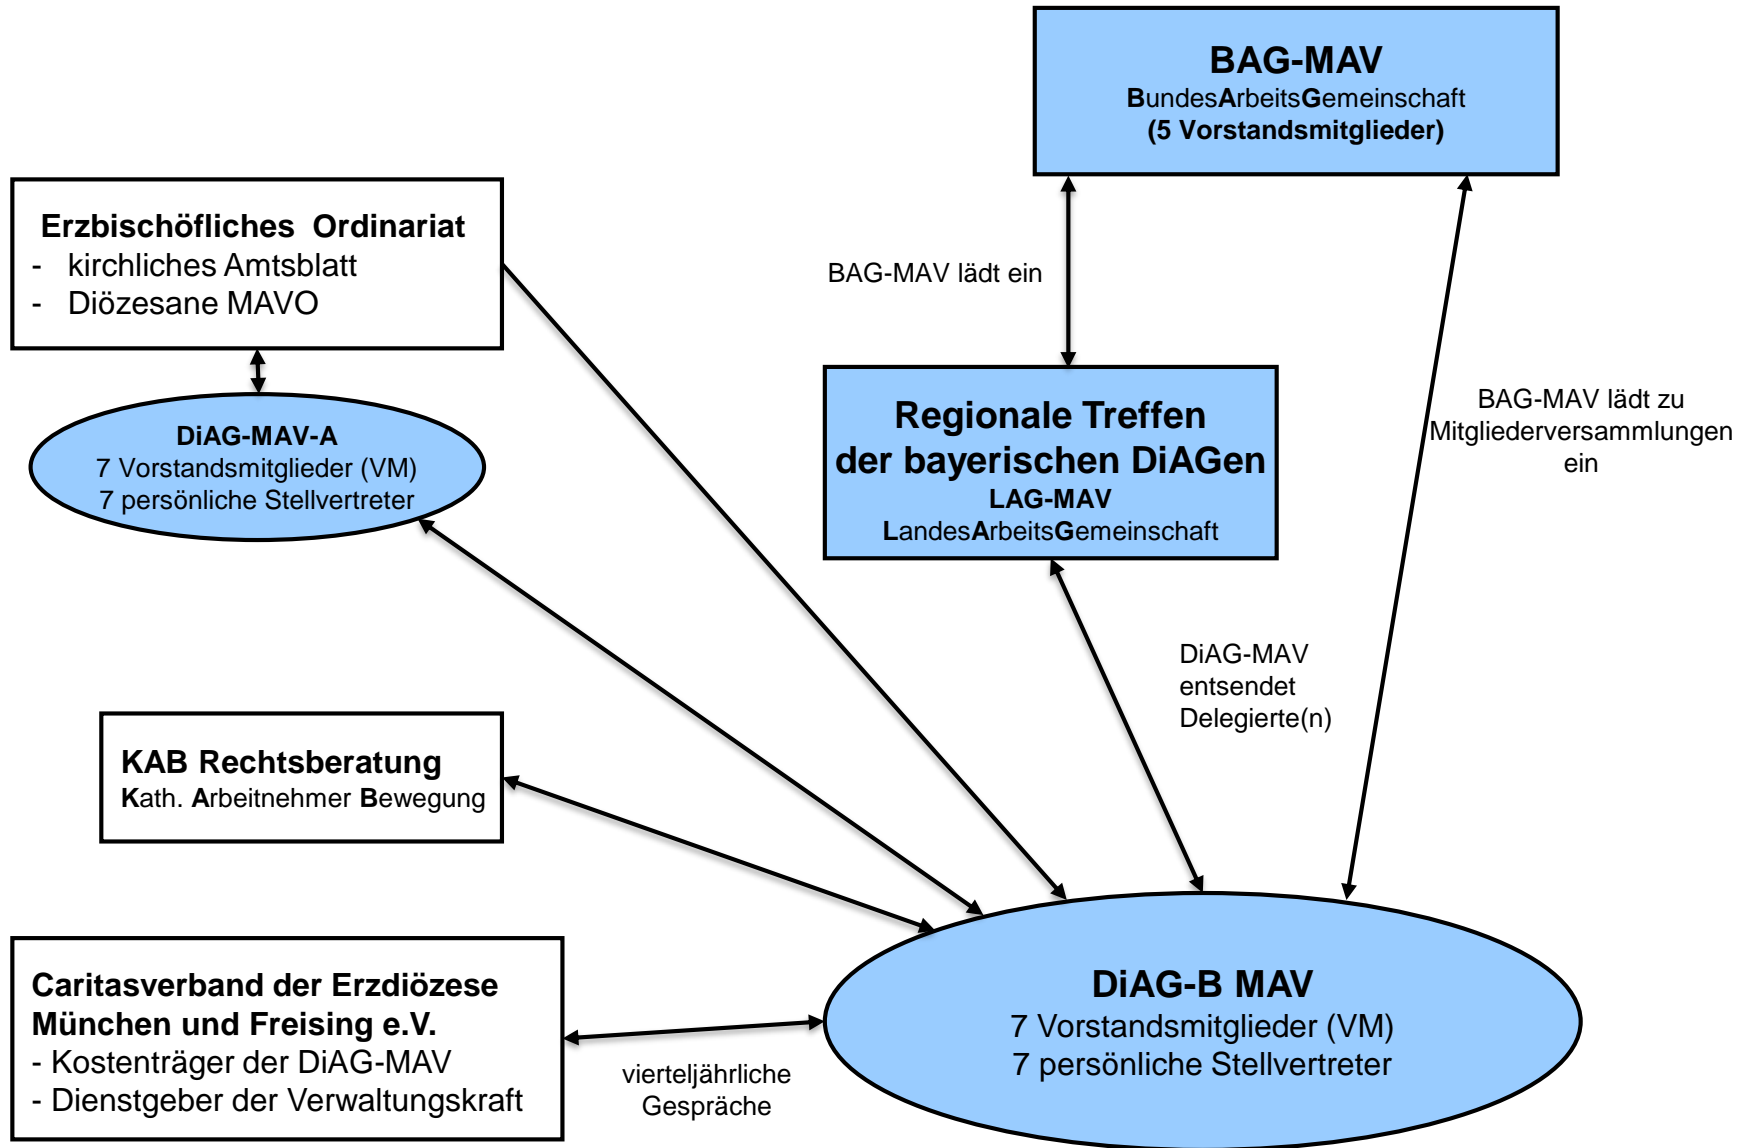 BAG-MAV
BundesArbeitsGemeinschaft
(5 Vorstandsmitglieder)
Erzbischöfliches Ordinariat
- kirchliches Amtsblatt
- Diözesane MAVO
BAG-MAV lädt ein
DiAG-MAV-A
7 Vorstandsmitglieder (VM)
7 persönliche Stellvertreter
Regionale Treffen
der bayerischen DiAGen
LAG-MAV
LandesArbeitsGemeinschaft
BAG-MAV lädt zu
Mitgliederversammlungen
ein
DiAG-MAV
entsendet
Delegierte(n)
KAB Rechtsberatung
Kath. Arbeitnehmer Bewegung
Caritasverband der Erzdiözese
München und Freising e.V.
- Kostenträger der DiAG-MAV
- Dienstgeber der Verwaltungskraft
vierteljährliche
Gespräche
DiAG-B MAV
7 Vorstandsmitglieder (VM)
7 persönliche Stellvertreter